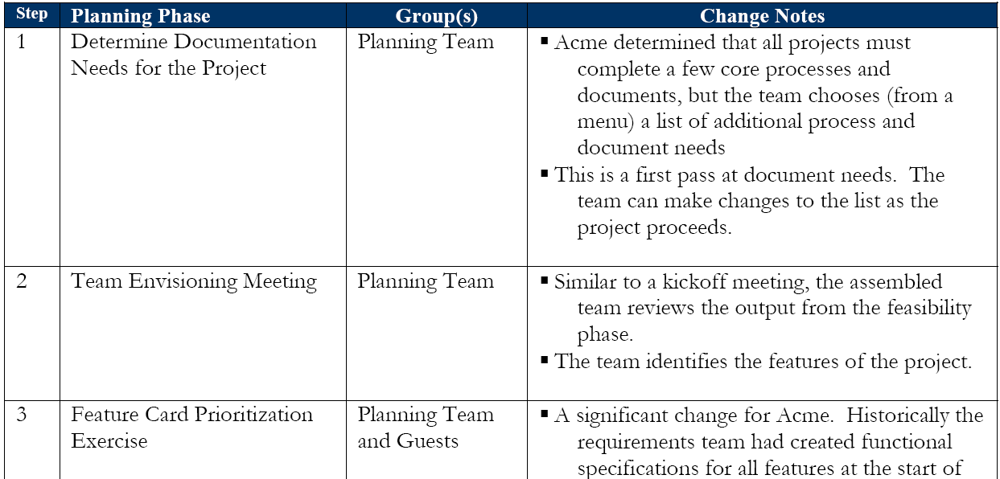 Step Planning Phase Group(s) Change Notes
1 Determine Documentation Planning Team ▪ Acme determined that all projects must
Needs for the Project complete a few core processes and
documents, but the team chooses (from a
menu) a list of additional process and
document needs
▪ This is a first pass at document needs.  The
team can make changes to the list as the
project proceeds.
2 Team Envisioning Meeting Planning Team ▪ Similar to a kickoff meeting, the assembled
team reviews the output from the feasibility
phase.
▪ The team identifies the features of the project.
3 Feature Card Prioritization Planning Team ▪ A significant change for Acme.  Historically the
Exercise and Guests requirements team had created functional
specifications for all features at the start of